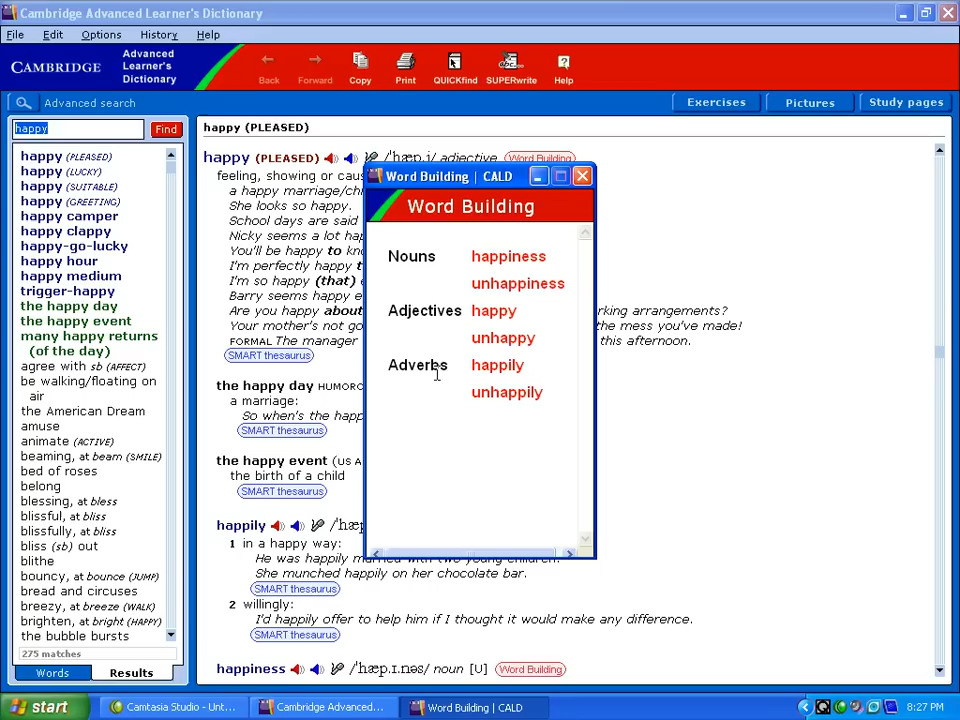 Cambridge Advanced Learner's Dictionary
File Edit Options History Help
CAMBRIDGE
Advanced
Learner's
Dictionary
Back Forward Copy Print QUICKfind SUPERwrite Help
Advanced search
Exercises Pictures Study pages
happy
Find
happy (PLEASED)
happy (LUCKY)
happy (SUITABLE)
happy (GREETING)
happy camper
happy clappy
happy-go-lucky
happy hour
happy medium
trigger-happy
the happy day
the happy event
many happy returns
(of the day)
agree with sb (AFFECT)
be walking/floating on
air
the American Dream
amuse
animate (ACTIVE)
beaming, at beam (SMILE)
bed of roses
belong
blessing, at bless
blissful, at bliss
blissfully, at bliss
bliss (sb) out
blithe
bouncy, at bounce (JUMP)
bread and circuses
breezy, at breeze (WALK)
brighten, at bright (HAPPY)
the bubble bursts
275 matches
Words Results
happy (PLEASED)
happy (PLEASED) /ˈhæp.i/ adjective Word Building
feeling, showing or cau
a happy marriage/ch
She looks so happy.
School days are said
Nicky seems a lot ha
You'll be happy to kn
I'm perfectly happy t
I'm so happy (that)
Barry seems happy e
Are you happy about rking arrangements?
Your mother's not go the mess you've made!
FORMAL The manager this afternoon.
SMART thesaurus
the happy day HUMORO
a marriage:
So when's the happ
SMART thesaurus
the happy event (US A
the birth of a child
SMART thesaurus
happily /ˈhæp
1 in a happy way:
He was happily married with two young children.
She munched happily on her chocolate bar.
SMART thesaurus
2 willingly:
I'd happily offer to help him if I thought it would make any difference.
SMART thesaurus
happiness /ˈhæp.ɪ.nəs/ noun [U] Word Building
Word Building | CALD
Word Building
Nouns happiness
unhappiness
Adjectives happy
unhappy
Adverbs happily
unhappily
start
Camtasia Studio - Unt...
Cambridge Advanced...
Word Building | CALD
8:27 PM